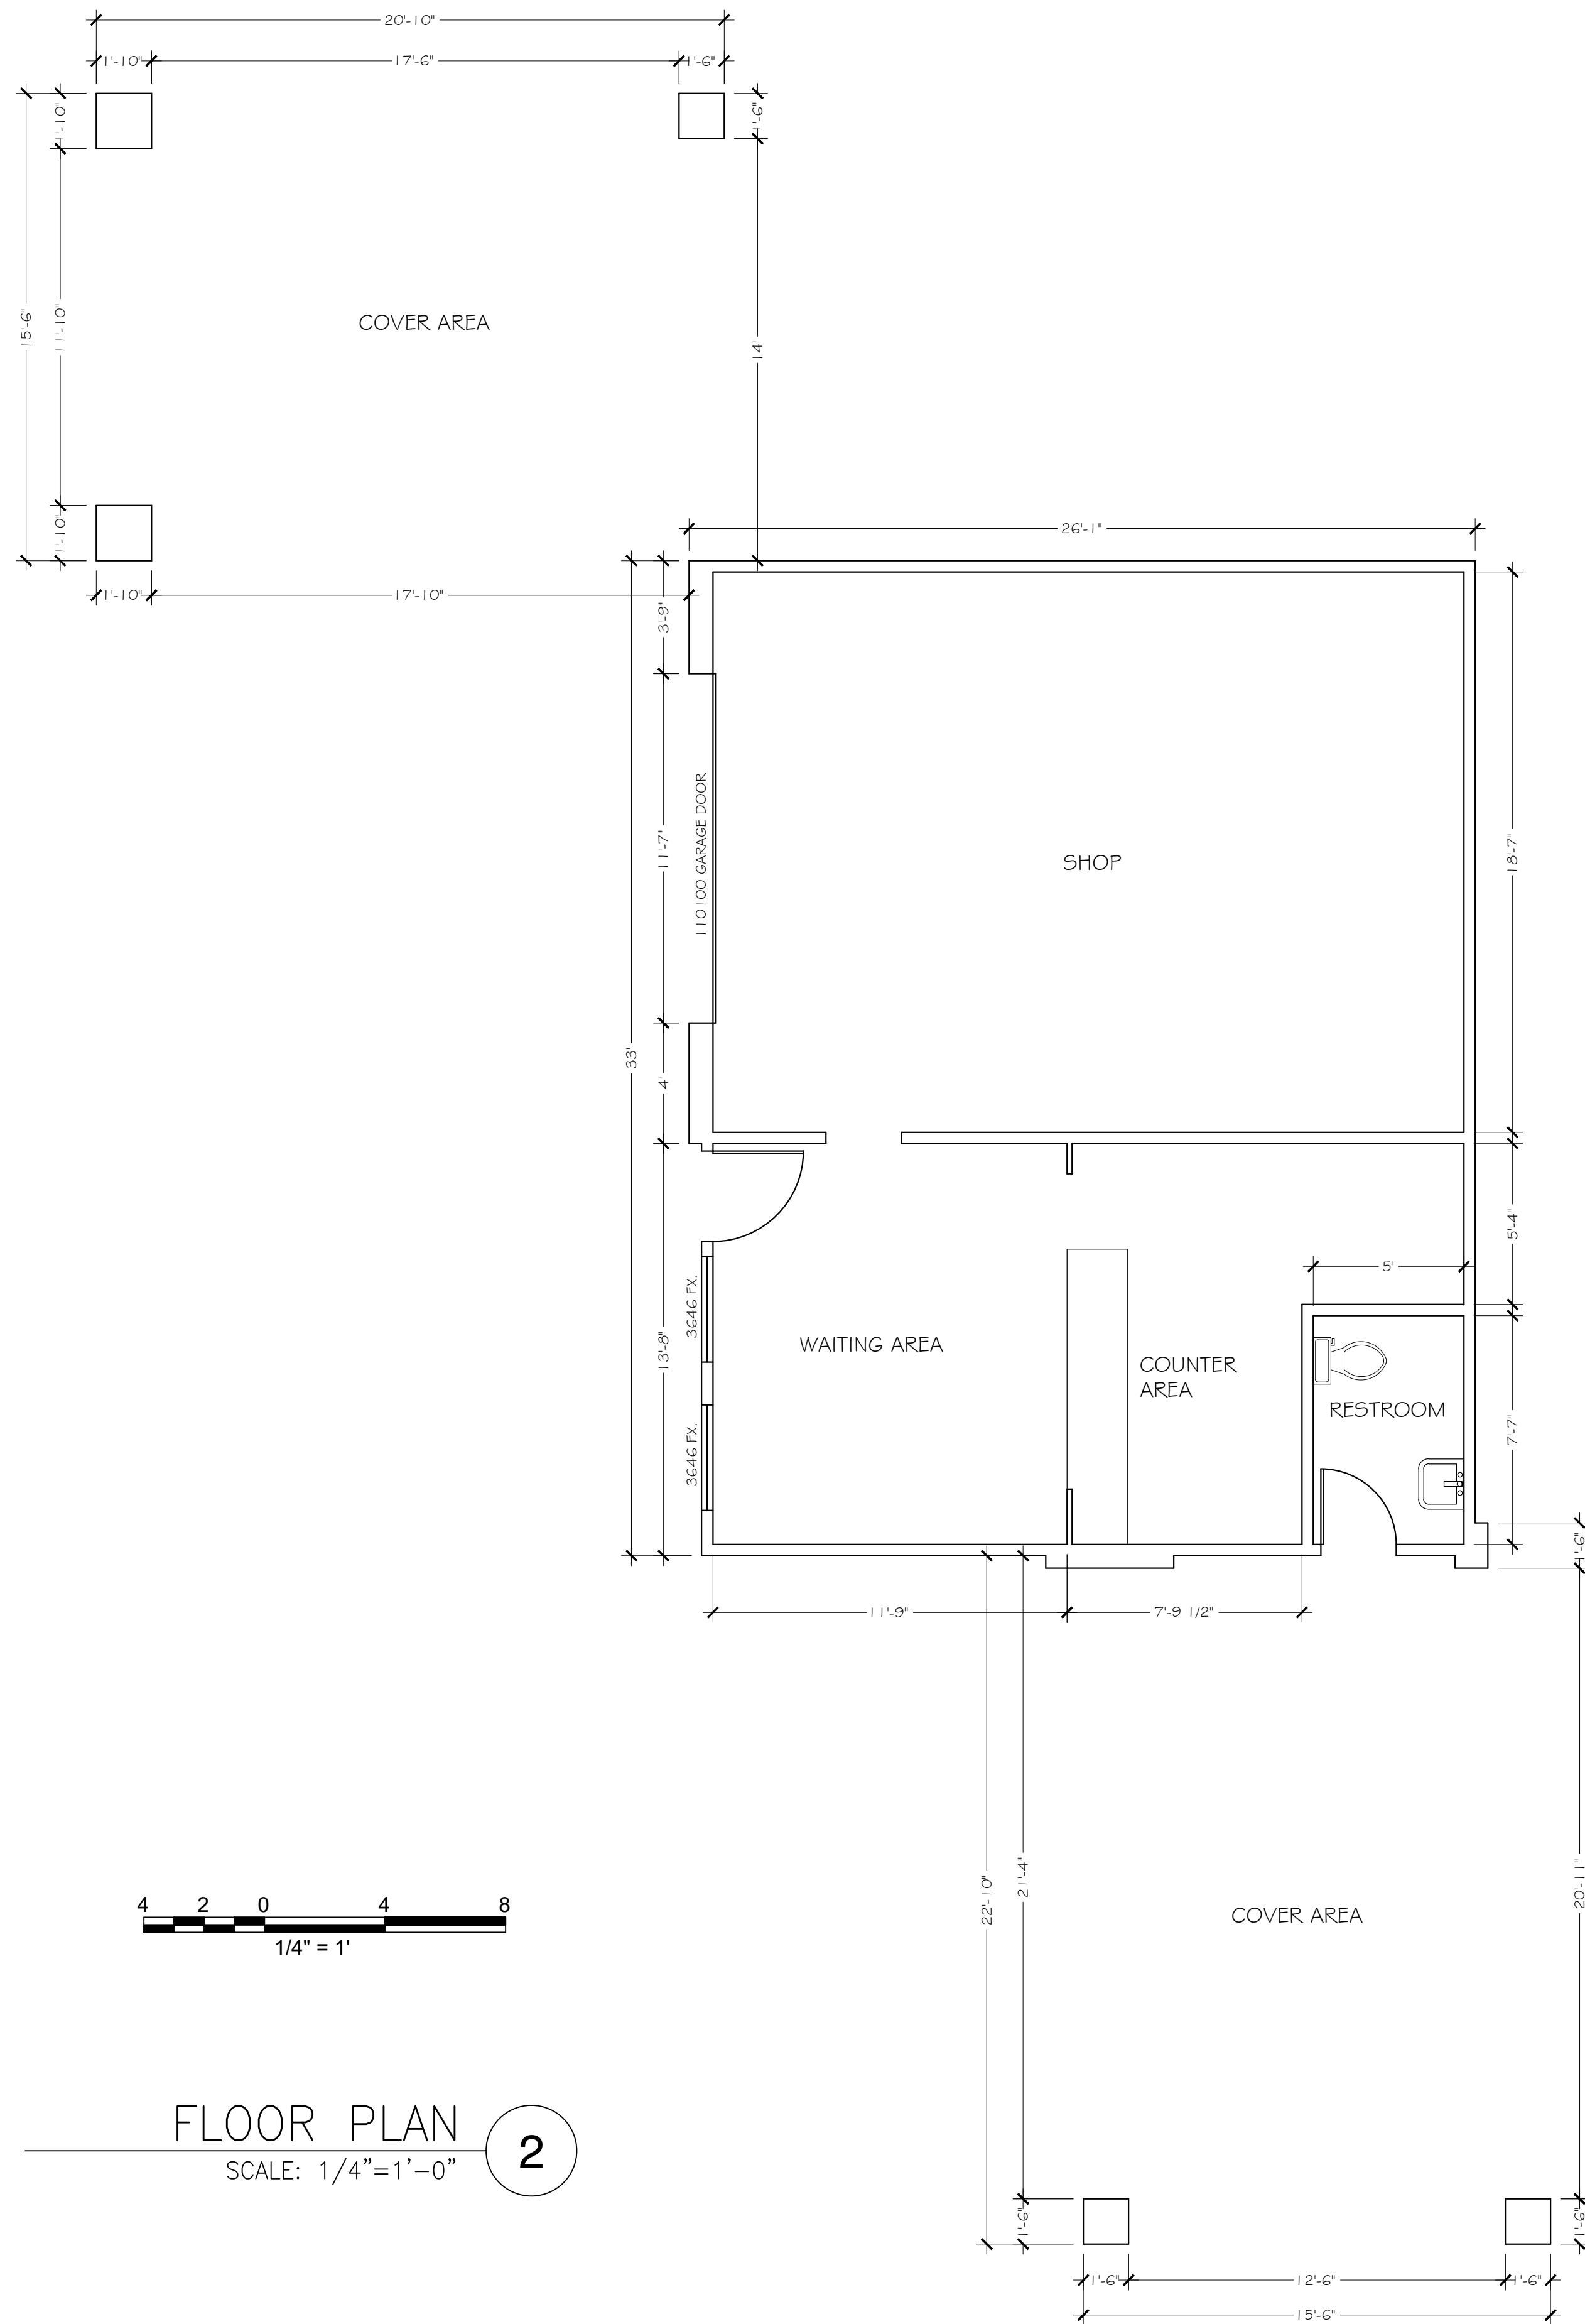 20'-10"
1'-10"
17'-6"
1'-6"
1'-10"
1'-6"
15'-6"
11'-10"
COVER AREA
14'
1'-10"
26'-1"
1'-10"
17'-10"
3'-9"
33'
11'-7"
110100 GARAGE DOOR
SHOP
18'-7"
4'
5'-4"
5'
3646 FX.
13'-8"
WAITING AREA
COUNTER
AREA
RESTROOM
7'-7"
3646 FX.
1'-6"
11'-9"
7'-9 1/2"
22'-10"
21'-4"
COVER AREA
20'-11"
4 2 0 4 8
1/4" = 1'
FLOOR PLAN
2
SCALE: 1/4"=1'-0"
1'-6"
1'-6"
1'-6"
12'-6"
1'-6"
15'-6"